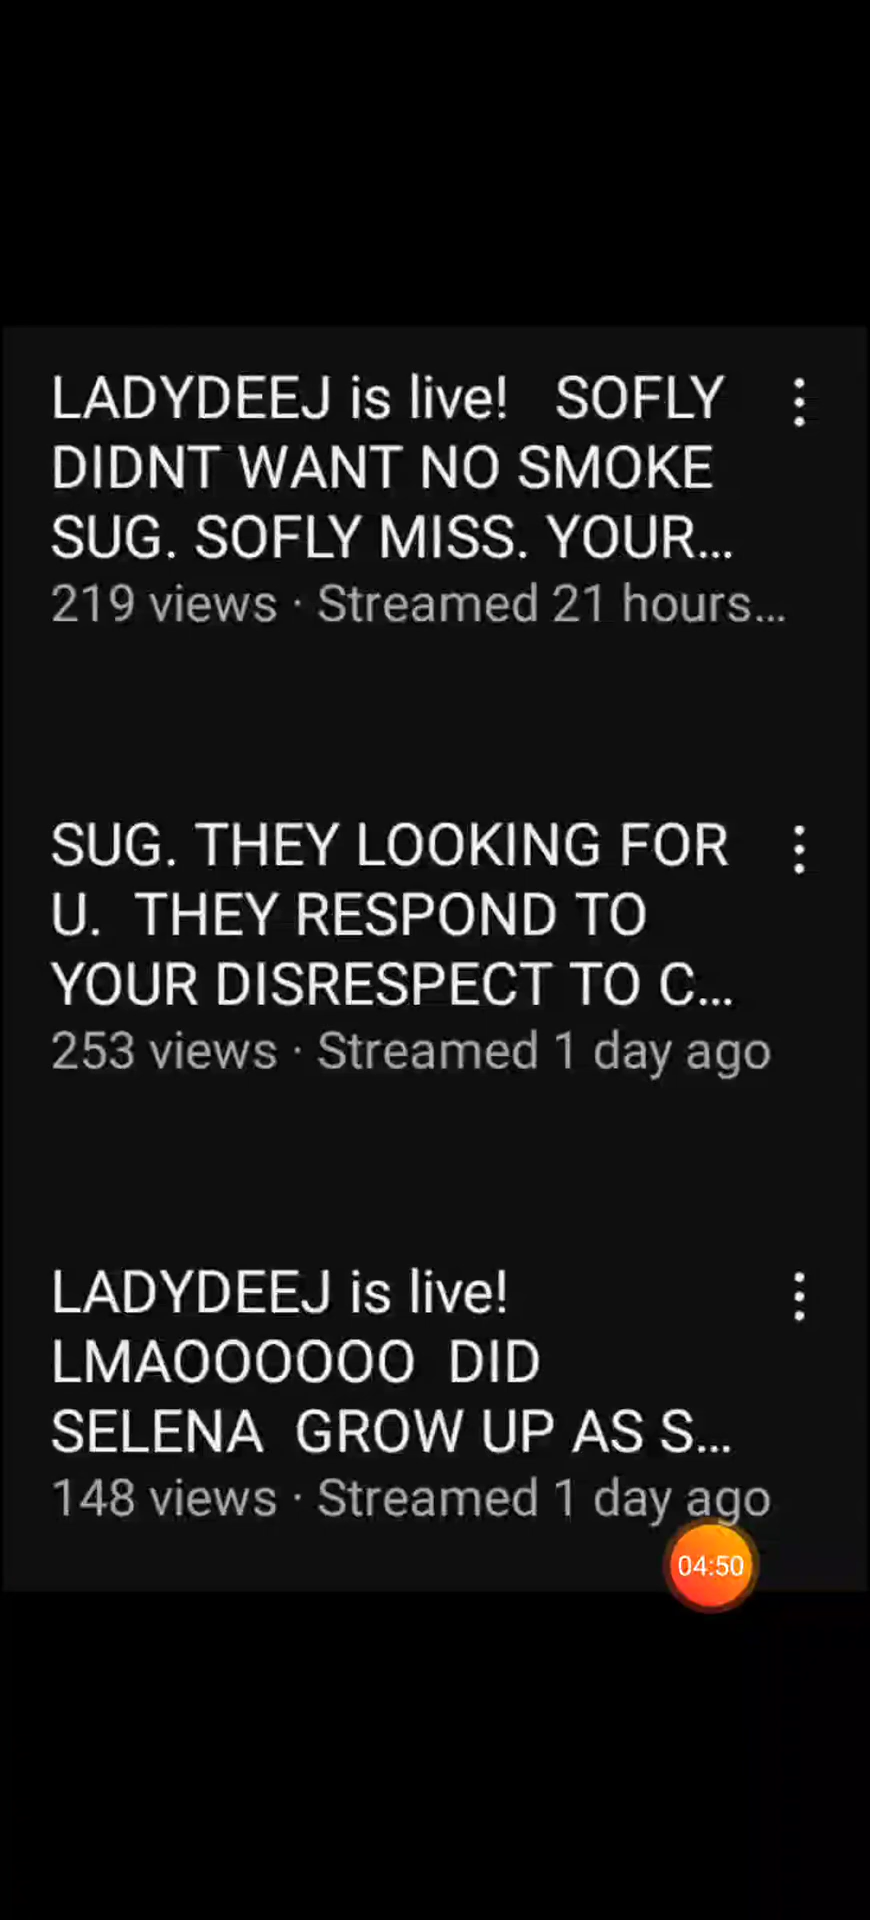 LADYDEEJ is live!   SOFLY
DIDNT WANT NO SMOKE
SUG. SOFLY MISS. YOUR...
219 views · Streamed 21 hours...
SUG. THEY LOOKING FOR
U.  THEY RESPOND TO
YOUR DISRESPECT TO C...
253 views · Streamed 1 day ago
LADYDEEJ is live!
LMAOOOOOO  DID
SELENA  GROW UP AS S...
148 views · Streamed 1 day ago
04:50